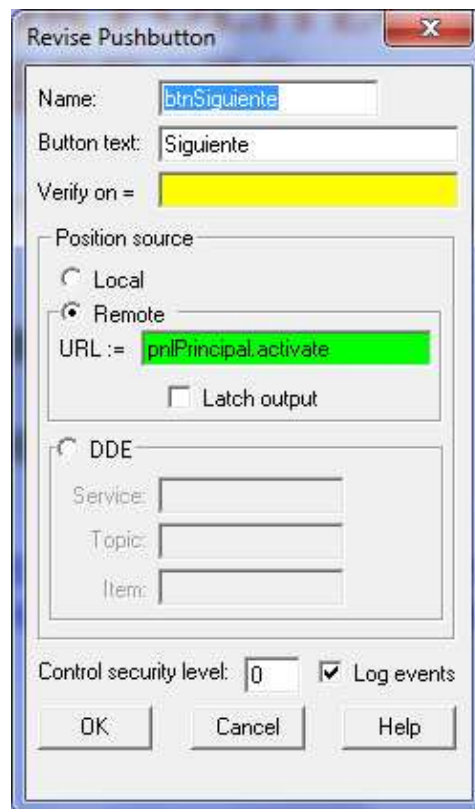 Revise Pushbutton
Name: btnSiguiente
Button text: Siguiente
Verify on =
Position source
Local
Remote
URL := pnlPrincipal.activate
Latch output
DDE
Service:
Topic:
Item:
Control security level: 0 Log events
OK Cancel Help